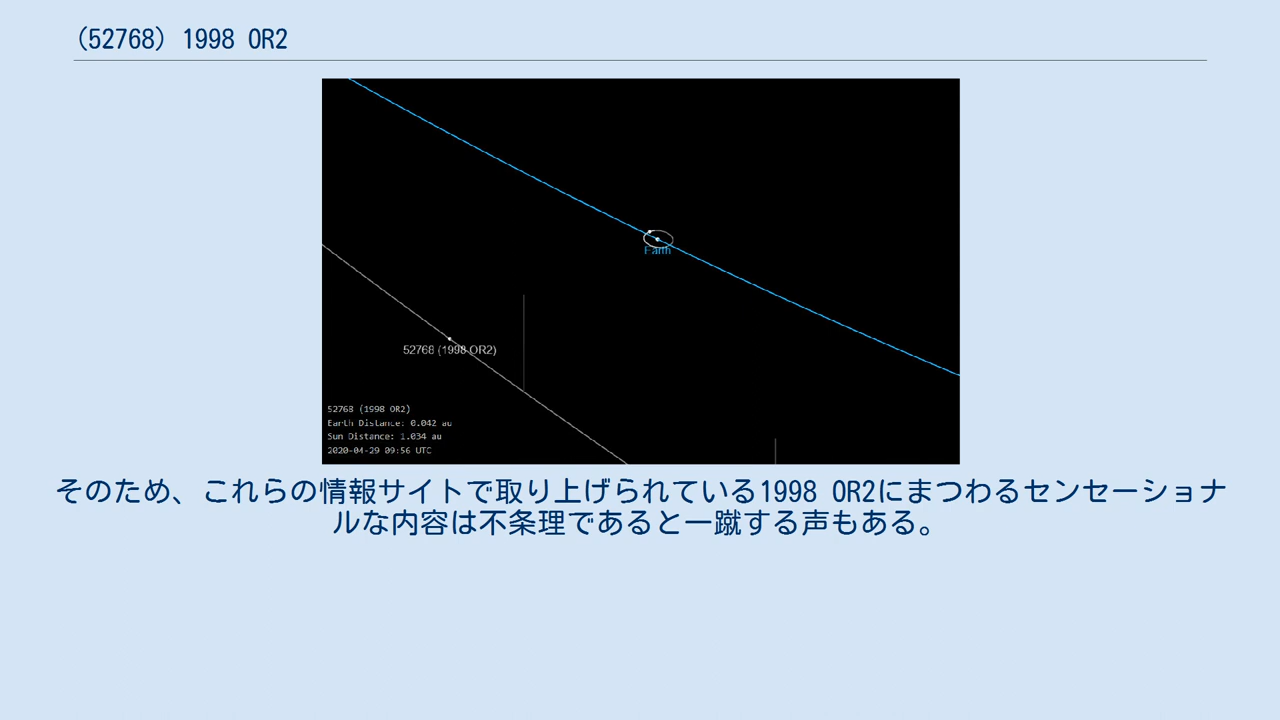 (52768) 1998 OR2
Earth
52768 (1998 OR2)
52768 (1998 OR2)
Earth Distance: 0.042 au
Sun Distance: 1.034 au
2020-04-29 09:56 UTC
そのため、これらの情報サイトで取り上げられている1998 OR2にまつわるセンセーショナ
ルな内容は不条理であると一蹴する声もある。